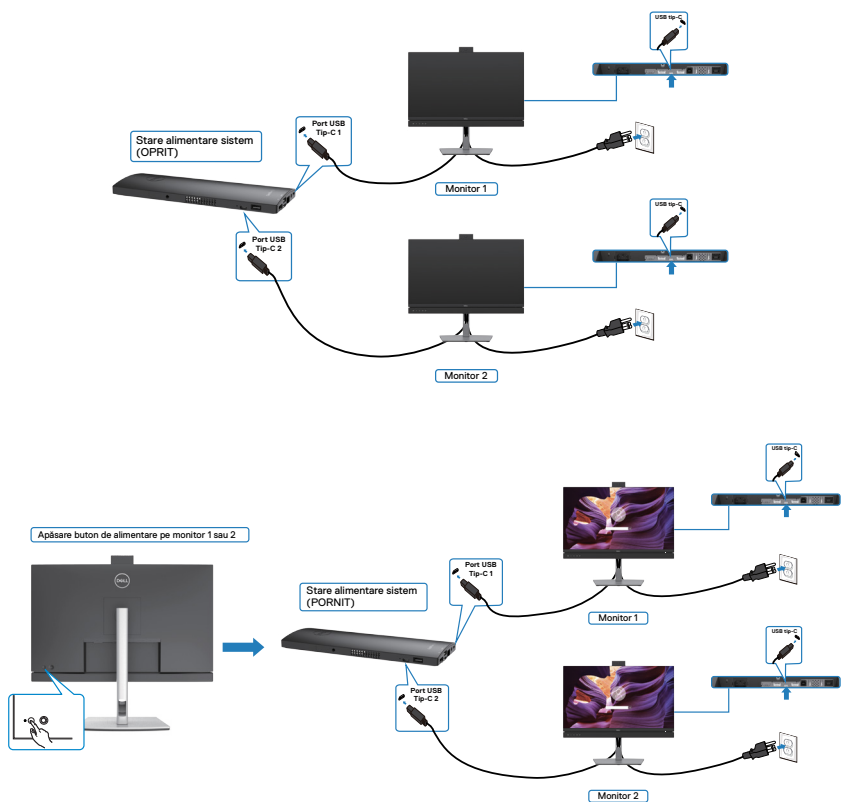 USB tip-C
Port USB
Tip-C 1
Stare alimentare sistem
(OPRIT)
Monitor 1
USB tip-C
Port USB
Tip-C 2
Monitor 2
USB tip-C
Apăsare buton de alimentare pe monitor 1 sau 2
Port USB
Tip-C 1
DELL
Stare alimentare sistem
(PORNIT)
Monitor 1
USB tip-C
Port USB
Tip-C 2
Monitor 2